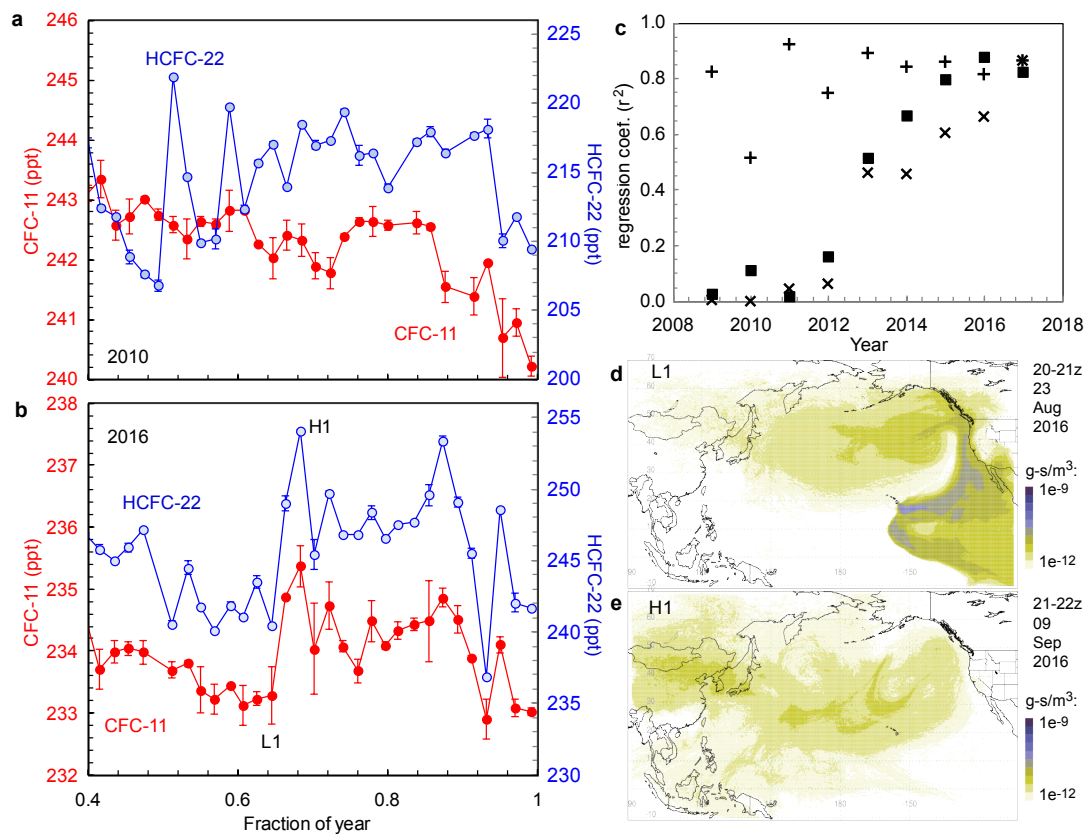 a
246
245
244
243
242
241
240
CFC-11 (ppt)
HCFC-22
CFC-11
2010
225
220
215
210
205
200
HCFC-22 (ppt)
b
238
237
236
235
234
233
232
CFC-11 (ppt)
2016
H1
HCFC-22
CFC-11
L1
255
250
245
240
235
230
HCFC-22 (ppt)
0.4
0.6
0.8
1
Fraction of year
c
1.0
0.8
0.6
0.4
0.2
0.0
regression coef. (r²)
2008
2010
2012
2014
2016
2018
Year
d
L1
20-21z
23
Aug
2016
g-s/m³:
1e-9
1e-12
e
H1
21-22z
09
Sep
2016
g-s/m³:
1e-9
1e-12